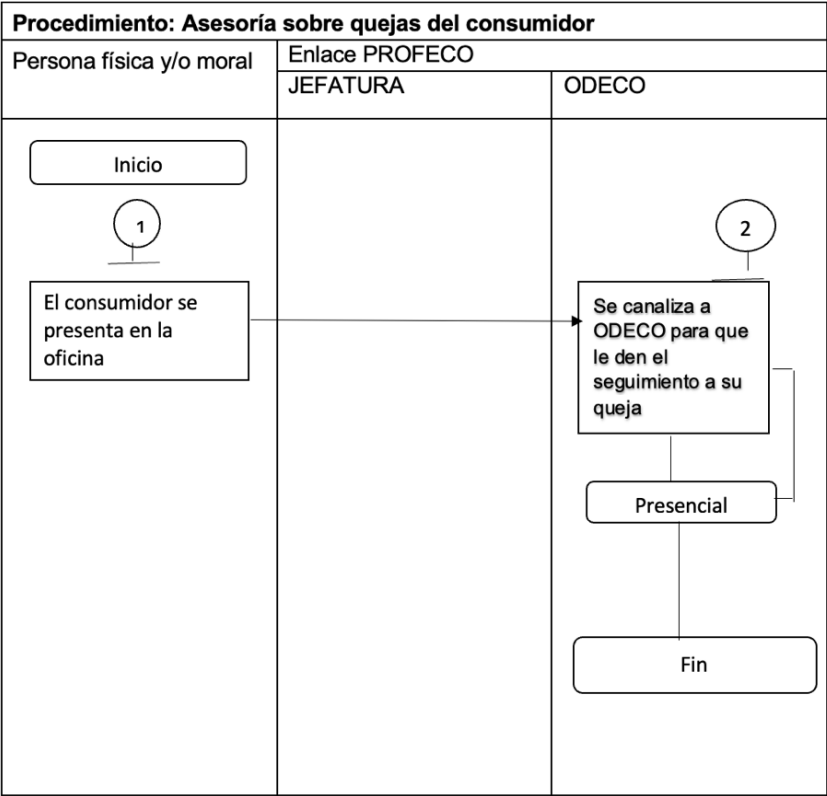 Procedimiento: Asesoría sobre quejas del consumidor
Persona física y/o moral
Enlace PROFECO
JEFATURA
ODECO
Inicio
1
El consumidor se
presenta en la
oficina
2
Se canaliza a
ODECO para que
le den el
seguimiento a su
queja
Presencial
Fin